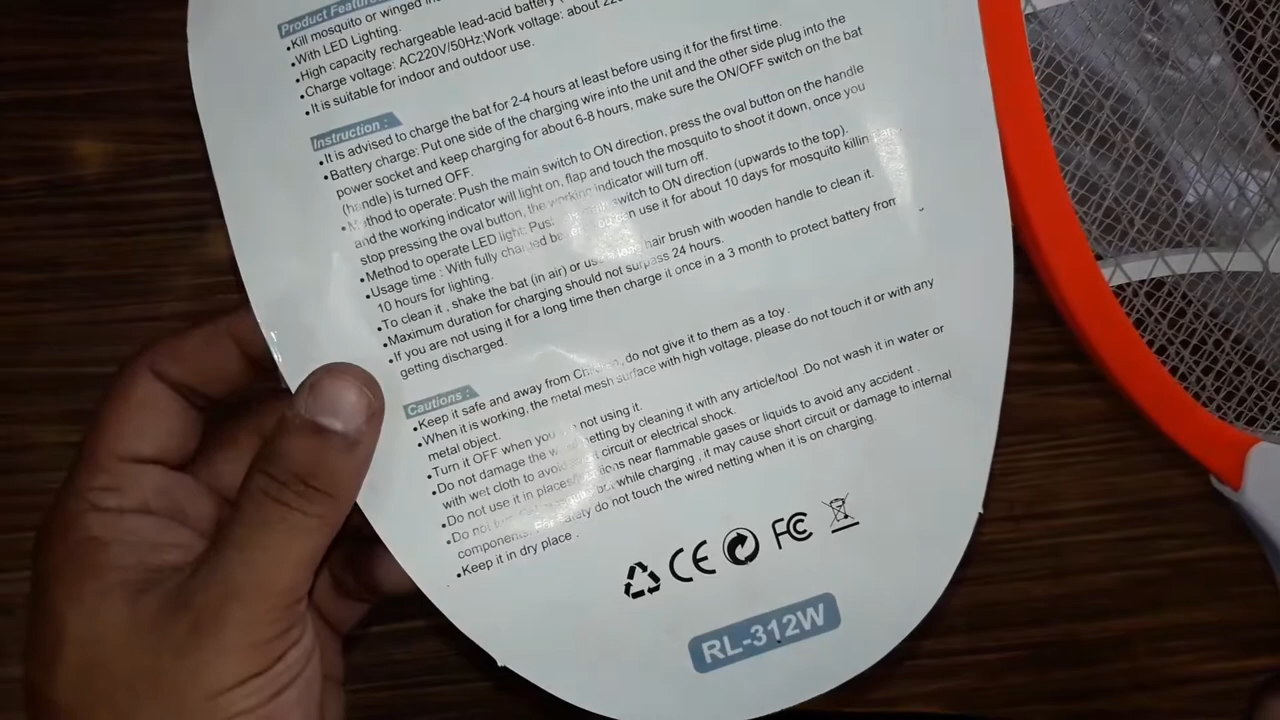 Product Featur
•Kill mosquito or winged in
•With LED Lighting.
•High capacity rechargeable lead-acid battery (
•Charge voltage: AC220V/50Hz;Work voltage: about 220
•It is suitable for indoor and outdoor use.
Instruction :
•It is advised to charge the bat for 2-4 hours at least before using it for the first time.
•Battery charge: Put one side of the charging wire into the unit and the other side plug into the
power socket and keep charging for about 6-8 hours, make sure the ON/OFF switch on the bat
(handle) is turned OFF.
•Method to operate: Push the main switch to ON direction, press the oval button on the handle
and the working indicator will light on, flap and touch the mosquito to shoot it down, once you
stop pressing the oval button, the working indicator will turn off.
•Method to operate LED light: Push switch to ON direction (upwards to the top).
•Usage time : With fully charged you can use it for about 10 days for mosquito killin
10 hours for lighting.
•To clean it , shake the bat (in air) or use a long hair brush with wooden handle to clean it.
•Maximum duration for charging should not surpass 24 hours.
•If you are not using it for a long time then charge it once in a 3 month to protect battery from
getting discharged.
Cautions :
•Keep it safe and away from Children, do not give it to them as a toy.
•When it is working, the metal mesh surface with high voltage, please do not touch it or with any
metal object.
•Turn it OFF when you not using it.
•Do not damage the netting by cleaning it with any article/tool .Do not wash it in water or
with wet cloth to avoid circuit or electrical shock.
•Do not use it in places/ near flammable gases or liquids to avoid any accident .
•Do not while charging , it may cause short circuit or damage to internal
components. safety do not touch the wired netting when it is on charging.
•Keep it in dry place .
CE FC
RL-312W